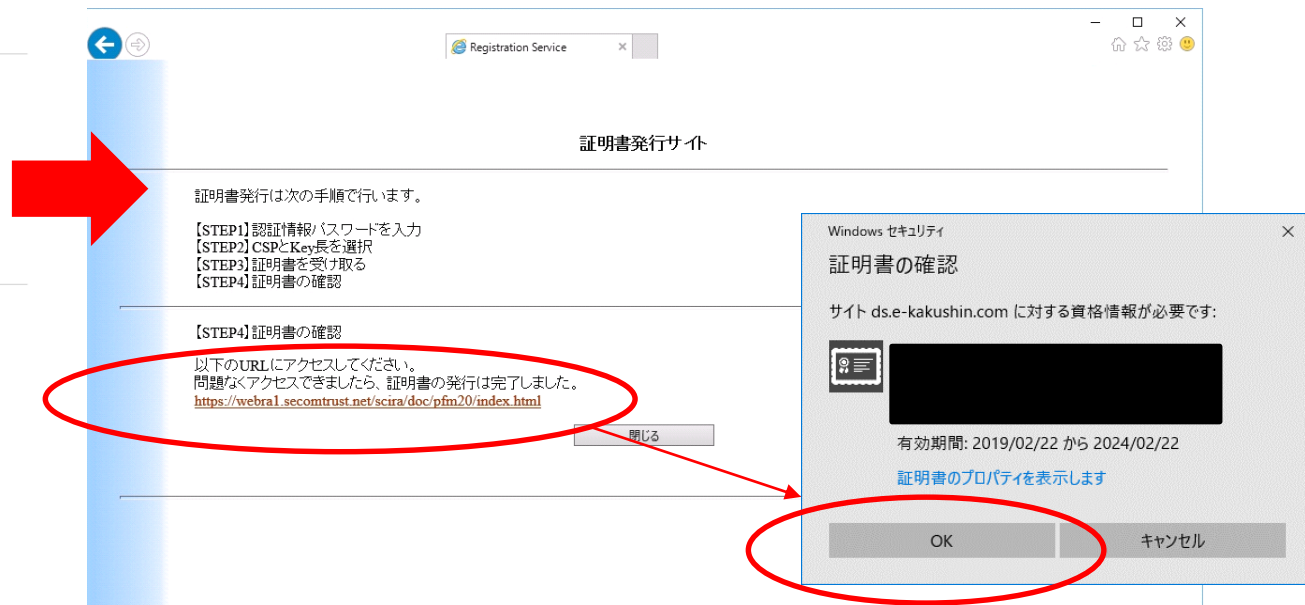 Registration Service
証明書発行サイト
証明書発行は次の手順で行います。
【STEP1】認証情報パスワードを入力
【STEP2】CSPとKey長を選択
【STEP3】証明書を受け取る
【STEP4】証明書の確認
【STEP4】証明書の確認
以下のURLにアクセスしてください。
問題なくアクセスできましたら、証明書の発行は完了しました。
https://webra1.secomtrust.net/scira/doc/pfm20/index.html
閉じる
Windows セキュリティ
証明書の確認
サイト ds.e-kakushin.com に対する資格情報が必要です:
有効期間: 2019/02/22 から 2024/02/22
証明書のプロパティを表示します
OK
キャンセル